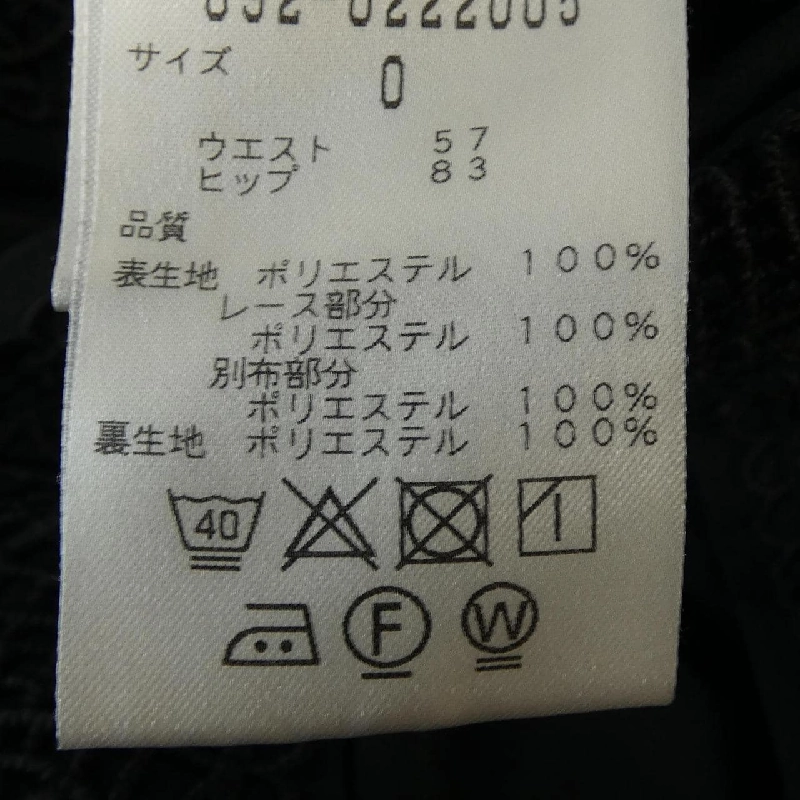 サイズ 0
ウエスト 57
ヒップ 83
品質
表生地 ポリエステル 100%
レース部分
ポリエステル 100%
別布部分
ポリエステル 100%
裏生地 ポリエステル 100%
40
F W